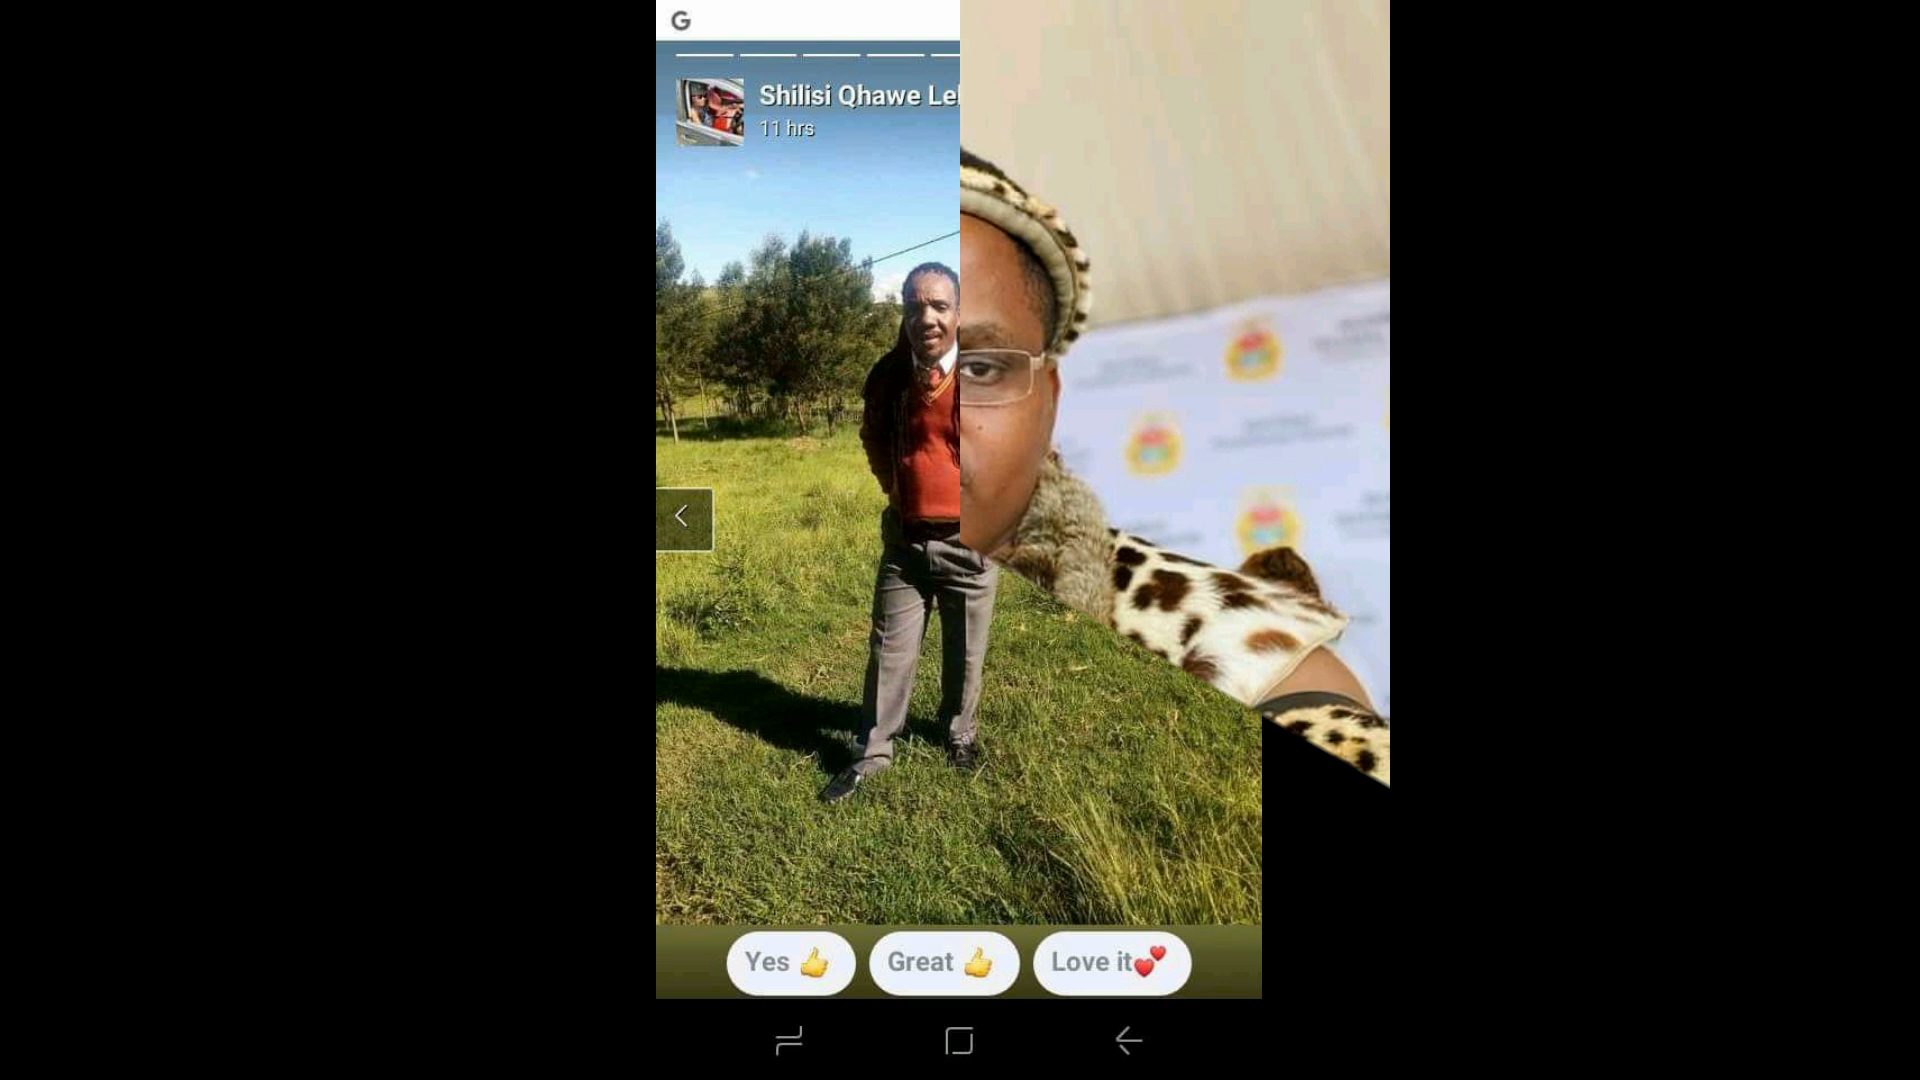 G
Shilisi Qhawe Le
11 hrs
Yes 👍 Great 👍 Love it💕